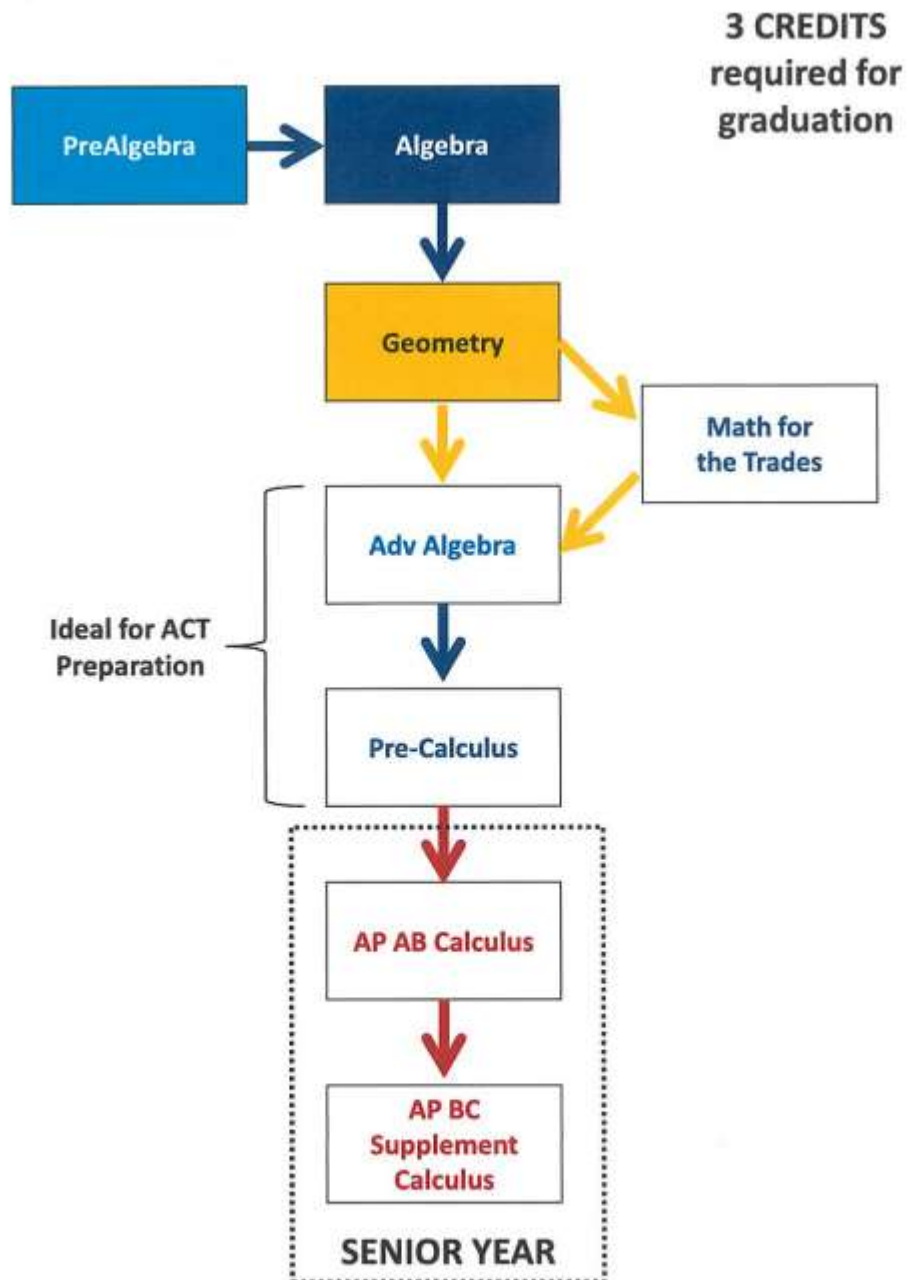 3 CREDITS
required for
graduation
PreAlgebra
Algebra
Geometry
Math for
the Trades
Adv Algebra
Ideal for ACT
Preparation
Pre-Calculus
AP AB Calculus
AP BC
Supplement
Calculus
SENIOR YEAR